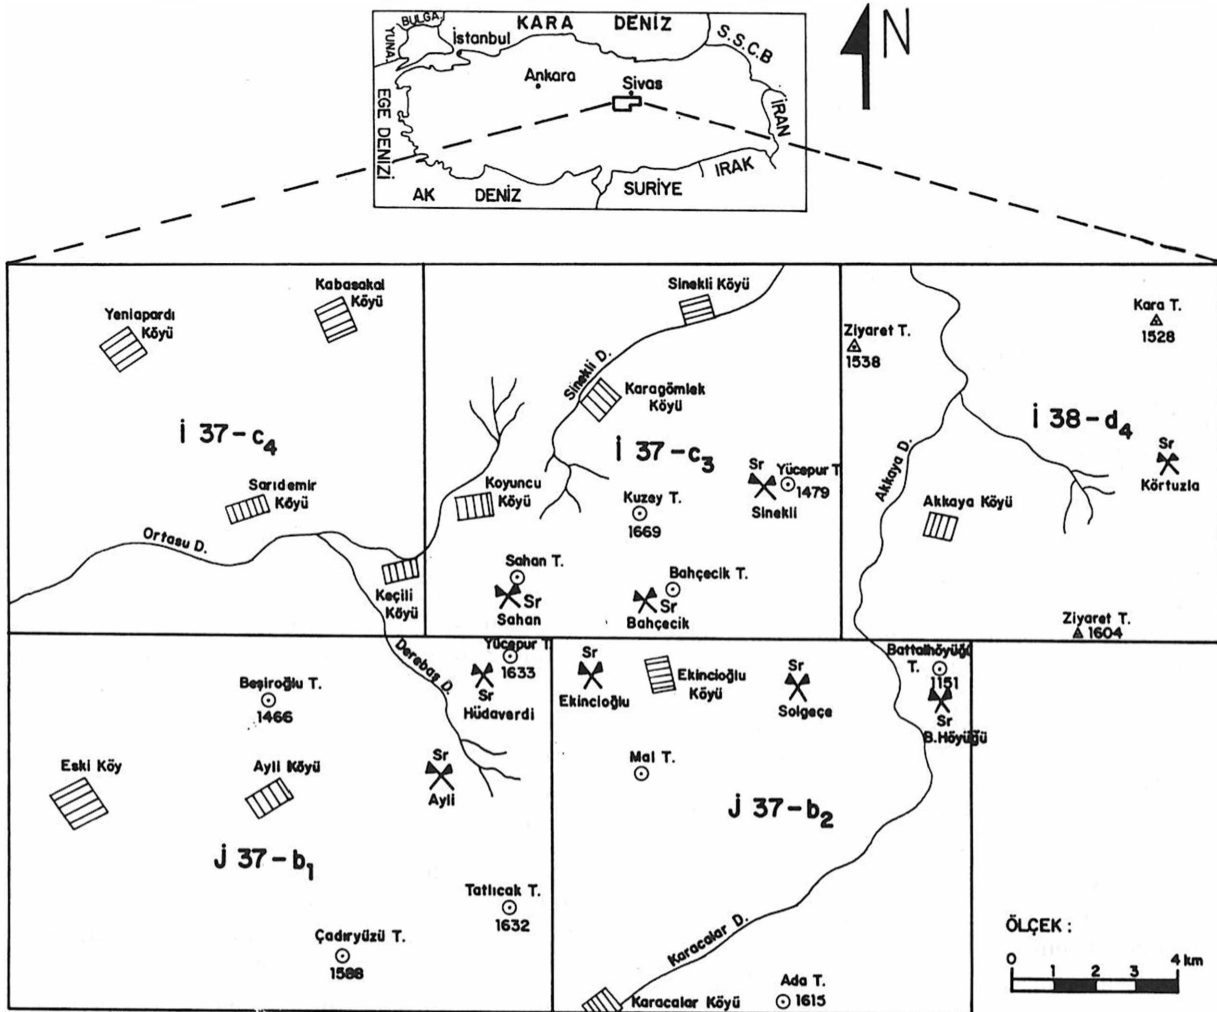 BULGA.
YUNA.
KARA DENİZ
İstanbul
S.S.C.B
N
Ankara
Sivas
EGE DENİZİ
İRAN
IRAK
AK DENİZ
SURİYE
Yeniapardı
Köyü
Kabasakal
Köyü
İ 37-c4
Sarıdemir
Köyü
Ortasu D.
Keçili
Köyü
Sinekli Köyü
Sinekli D.
Karagömlek
Köyü
İ 37-c3
Koyuncu
Köyü
Kuzey T.
1669
Sr
Sinekli
Yücepur T
1479
Sahan T.
Sr
Sahan
Bahçecik T.
Sr
Bahçecik
Ziyaret T.
1538
Kara T.
1528
İ 38-d4
Akkaya D.
Sr
Körtuzla
Akkaya Köyü
Ziyaret T.
1604
Derebaş D.
Yücepur T.
1633
Sr
Hüdaverdi
Beşiroğlu T.
1466
Eski Köy
Ayli Köyü
Sr
Ayli
J 37-b1
Tatlıcak T.
1632
Çadıryüzü T.
1588
Sr
Ekincioğlu
Ekincioğlu
Köyü
Sr
Solgeçe
Battalhöyüğü
T.
1151
Sr
B.Höyüğü
Mal T.
J 37-b2
Karacalar D.
Karacalar Köyü
Ada T.
1615
ÖLÇEK :
0 1 2 3 4 km